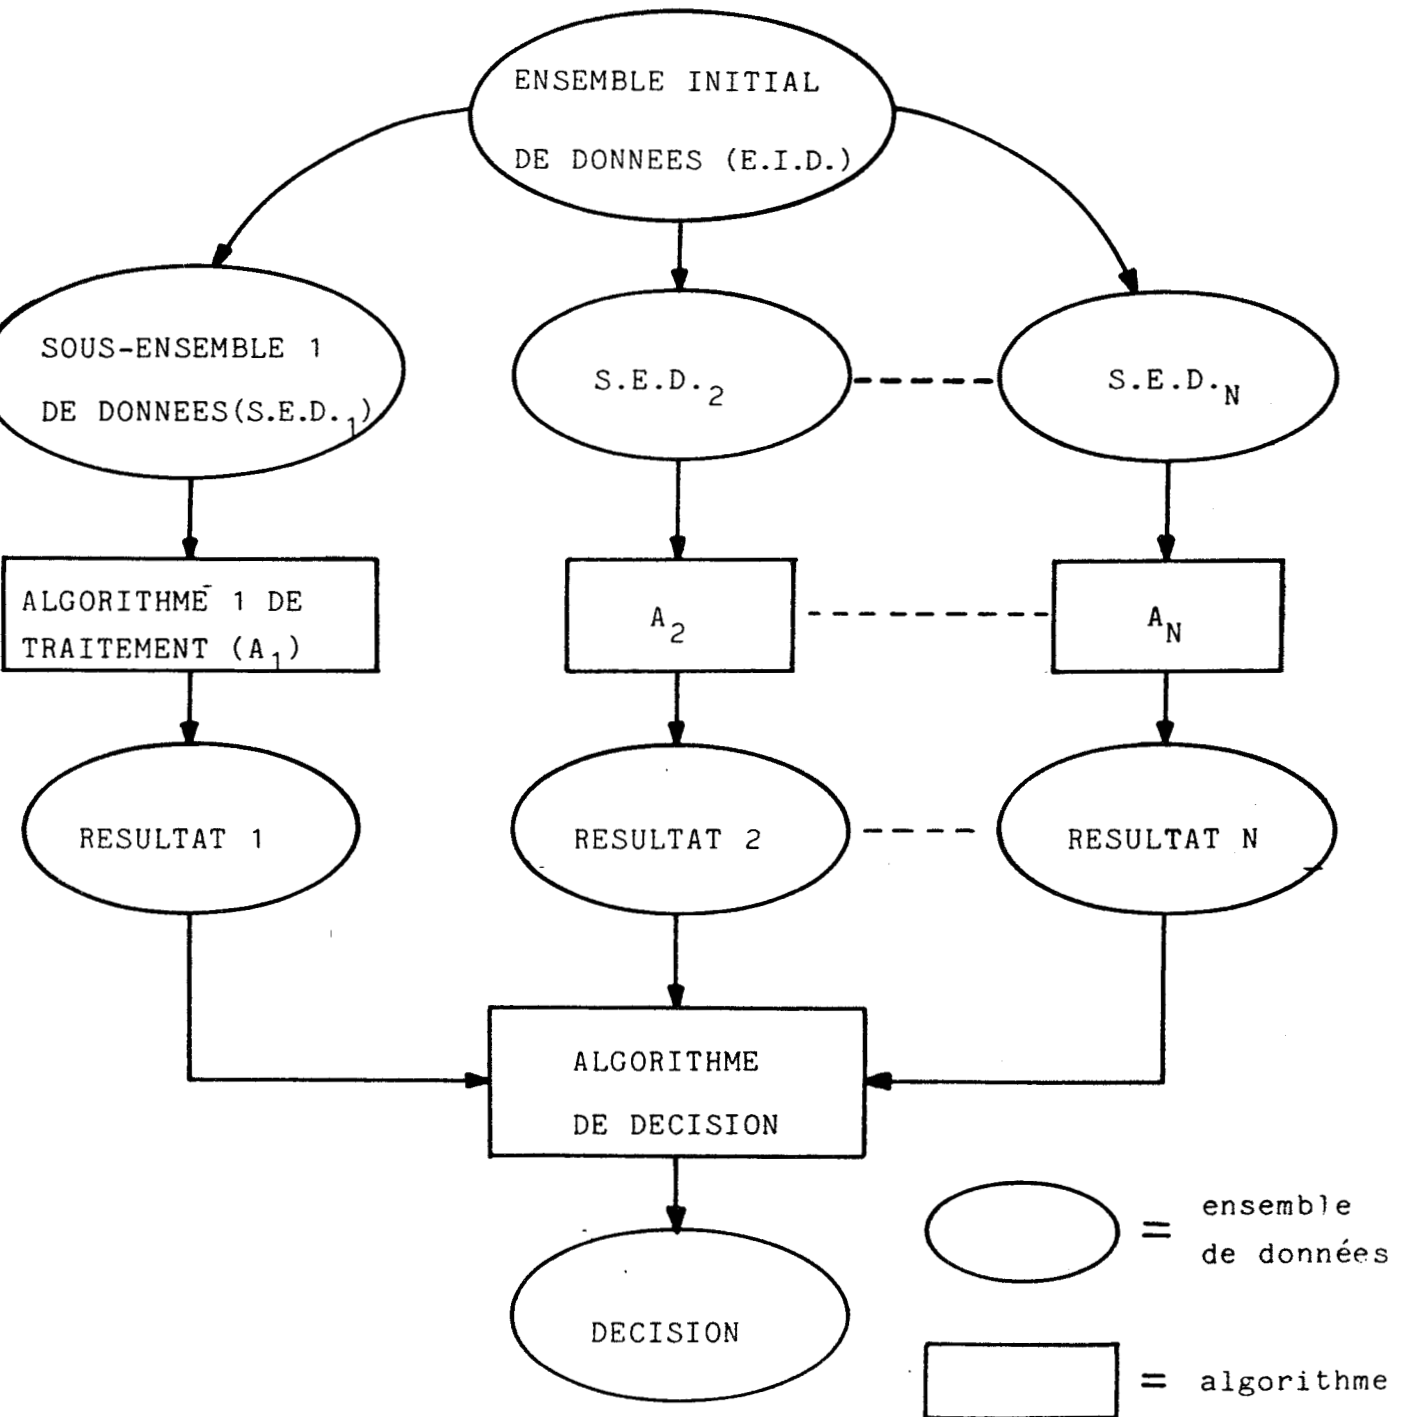 ENSEMBLE INITIAL
DE DONNEES (E.I.D.)
SOUS-ENSEMBLE 1
DE DONNEES(S.E.D.1)
S.E.D.2
S.E.D.N
ALGORITHME 1 DE
TRAITEMENT (A1)
A2
AN
RESULTAT 1
RESULTAT 2
RESULTAT N
ALGORITHME
DE DECISION
DECISION
= ensemble
de données
= algorithme